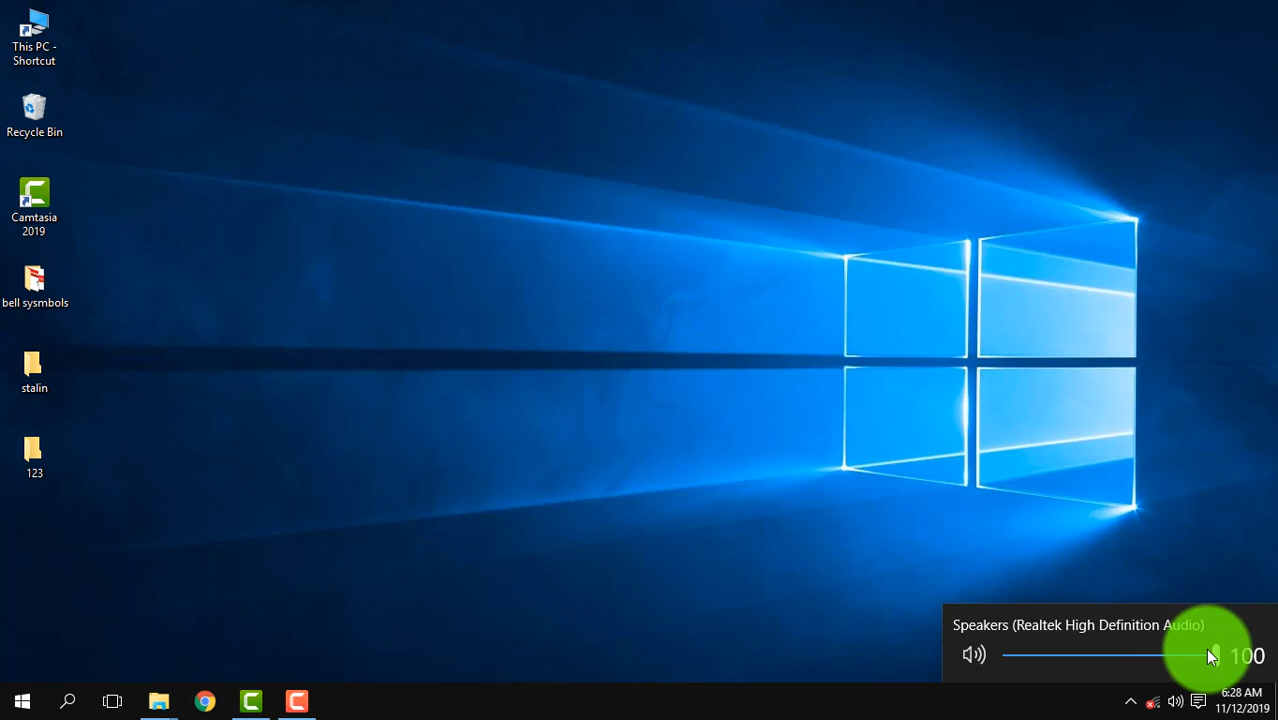 This PC -
Shortcut
Recycle Bin
Camtasia
2019
bell sysmbols
stalin
123
Speakers (Realtek High Definition Audio)
100
6:28 AM
11/12/2019